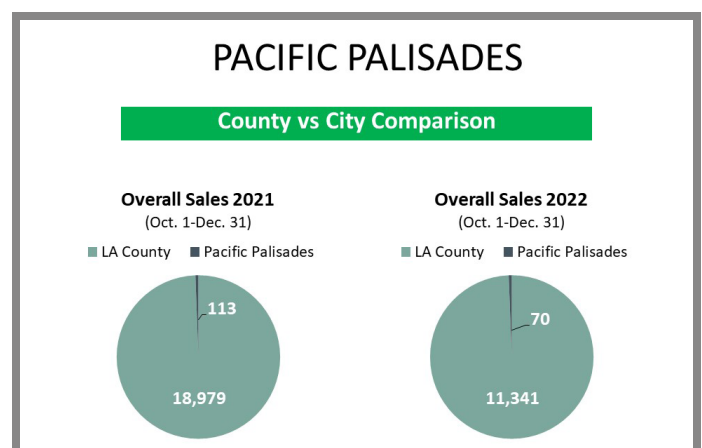 PACIFIC PALISADES
County vs City Comparison
Overall Sales 2021
(Oct. 1-Dec. 31)
LA County Pacific Palisades
113
18,979
Overall Sales 2022
(Oct. 1-Dec. 31)
LA County Pacific Palisades
70
11,341